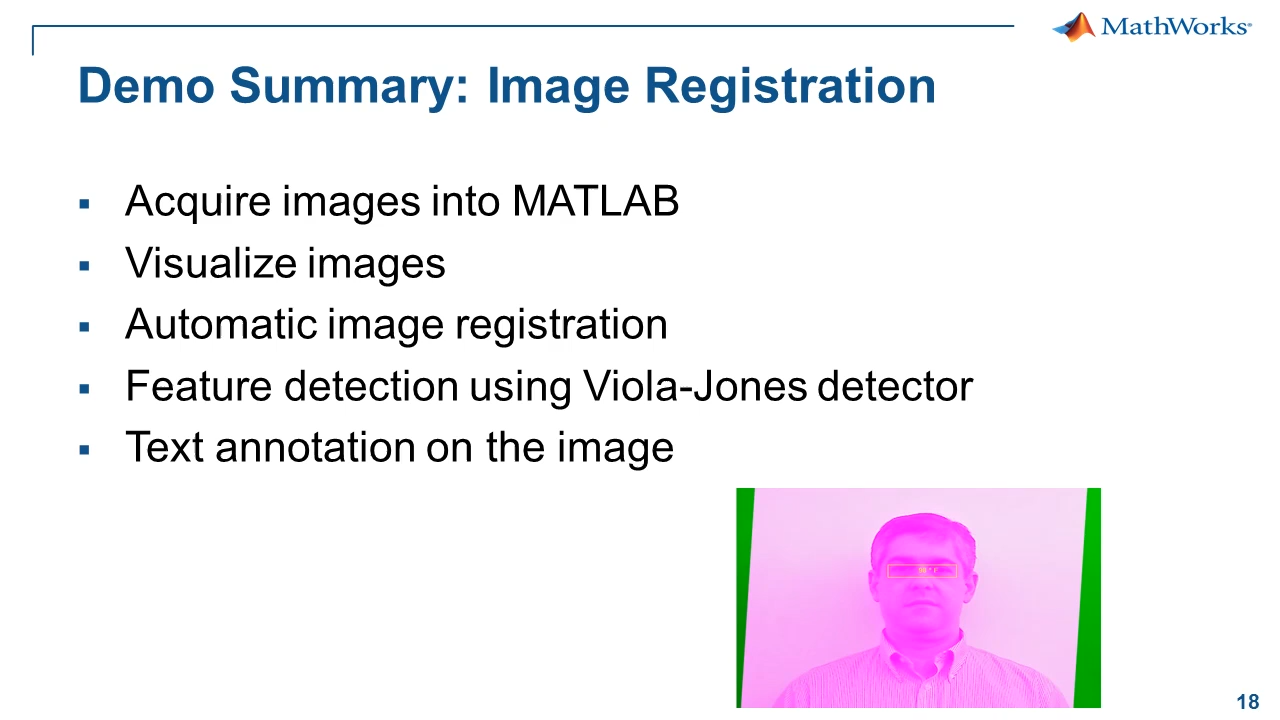 MathWorks®
Demo Summary: Image Registration
▪ Acquire images into MATLAB
▪ Visualize images
▪ Automatic image registration
▪ Feature detection using Viola-Jones detector
▪ Text annotation on the image
18